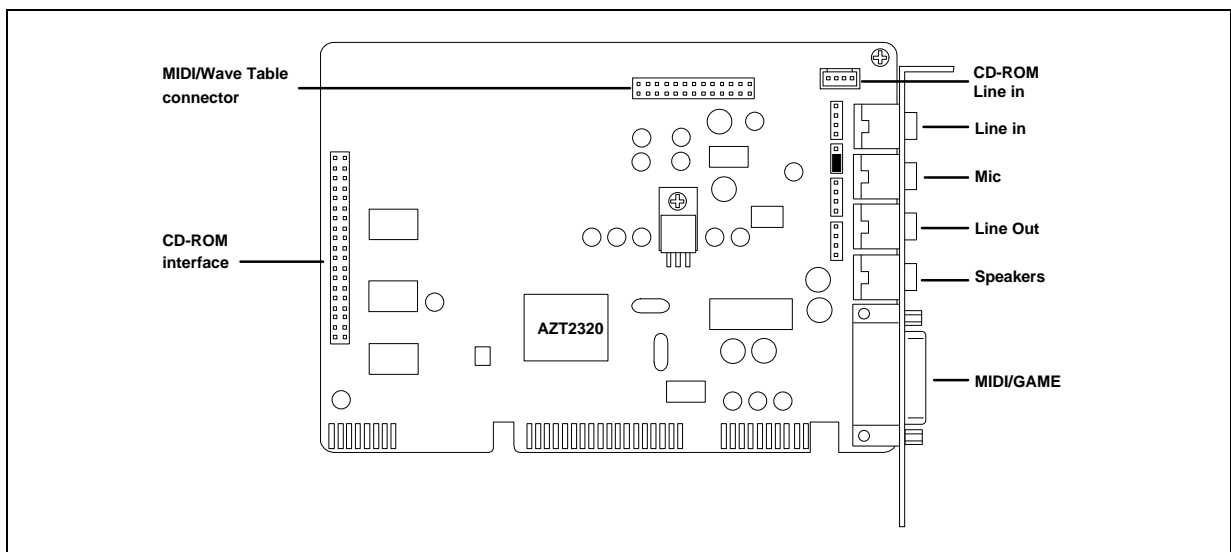 MIDI/Wave Table
connector
CD-ROM
Line in
Line in
Mic
CD-ROM
interface
Line Out
Speakers
AZT2320
MIDI/GAME